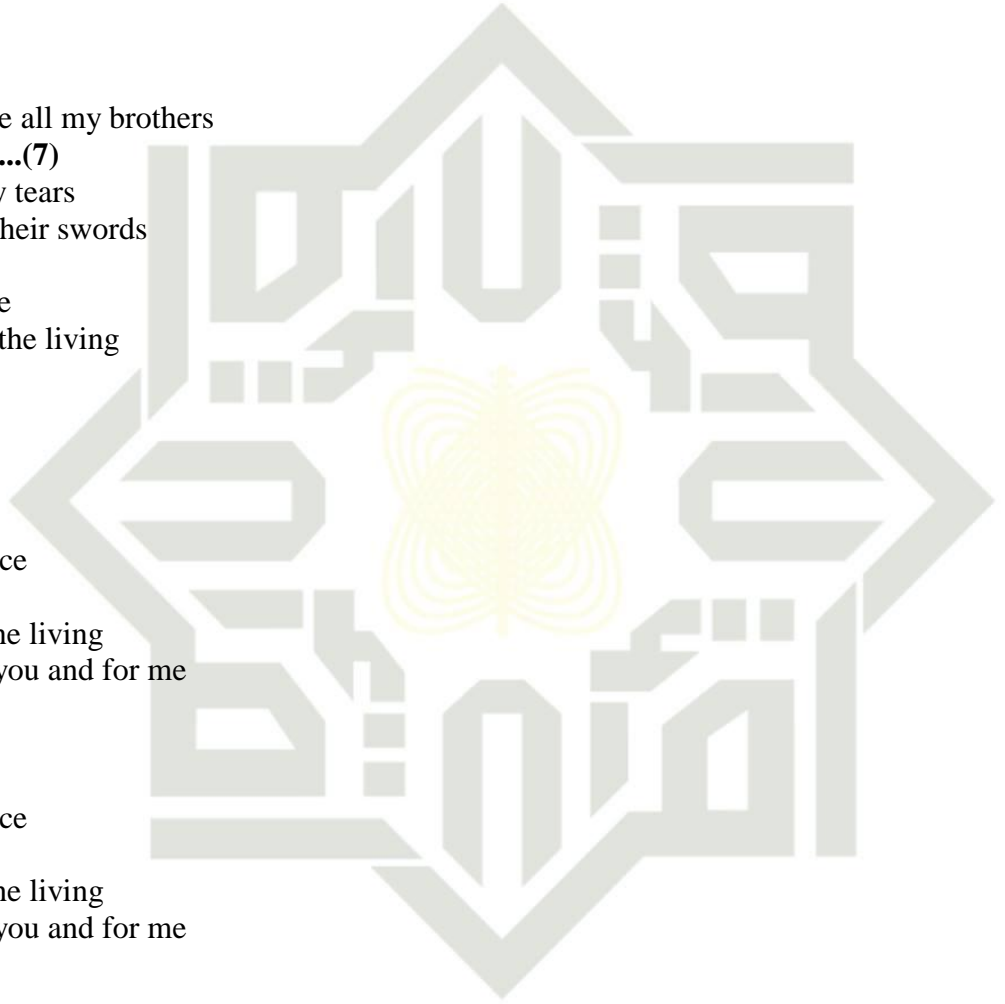 e all my brothers
...(7)
y tears
heir swords
e
the living
ce
he living
you and for me
ce
he living
you and for me